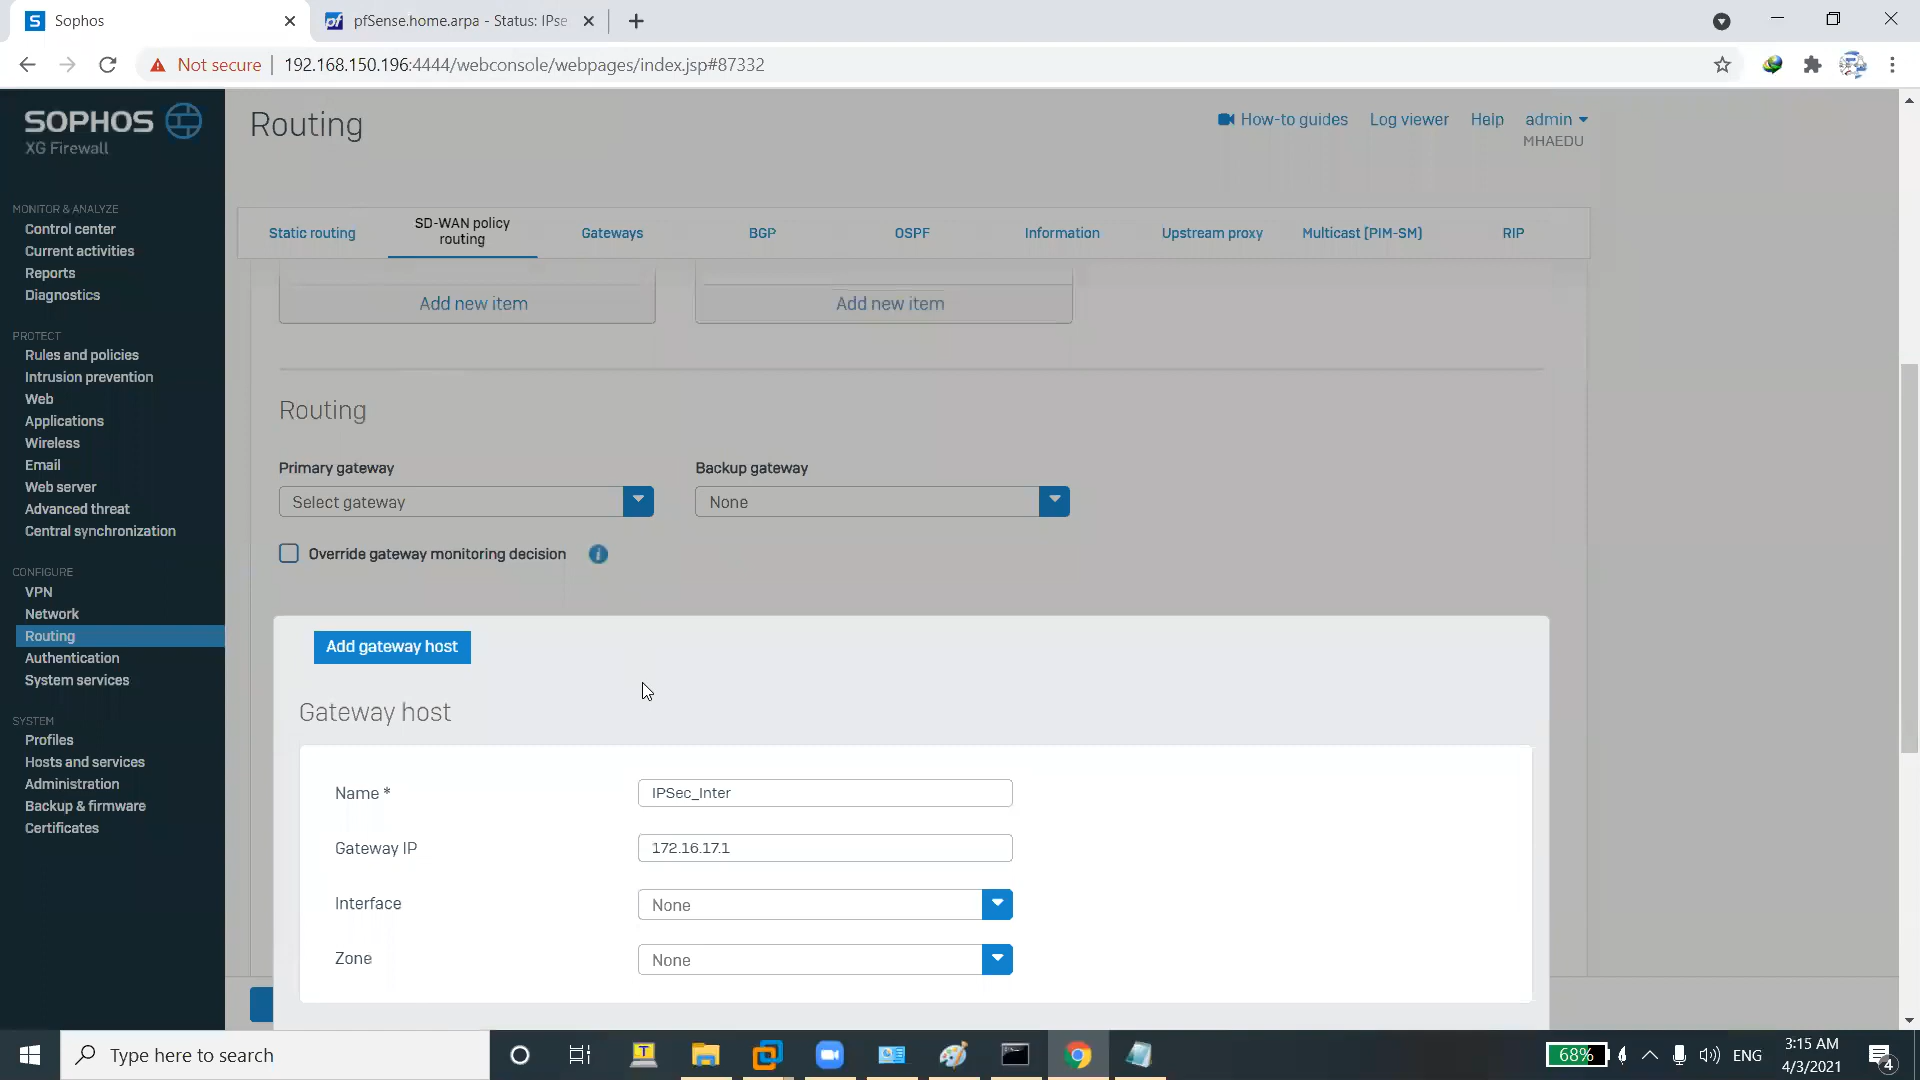 Sophos
pfSense.home.arpa - Status: IPse
Not secure
192.168.150.196:4444/webconsole/webpages/index.jsp#87332
SOPHOS
XG Firewall
Routing
How-to guides
Log viewer
Help
admin
MHAEDU
MONITOR & ANALYZE
Control center
Current activities
Reports
Diagnostics
PROTECT
Rules and policies
Intrusion prevention
Web
Applications
Wireless
Email
Web server
Advanced threat
Central synchronization
CONFIGURE
VPN
Network
Routing
Authentication
System services
SYSTEM
Profiles
Hosts and services
Administration
Backup & firmware
Certificates
Static routing
SD-WAN policy
routing
Gateways
BGP
OSPF
Information
Upstream proxy
Multicast (PIM-SM)
RIP
Add new item
Add new item
Routing
Primary gateway
Backup gateway
Select gateway
None
Override gateway monitoring decision
Add gateway host
Gateway host
Name *
IPSec_Inter
Gateway IP
172.16.17.1
Interface
None
Zone
None
Type here to search
68%
ENG
3:15 AM
4/3/2021
4